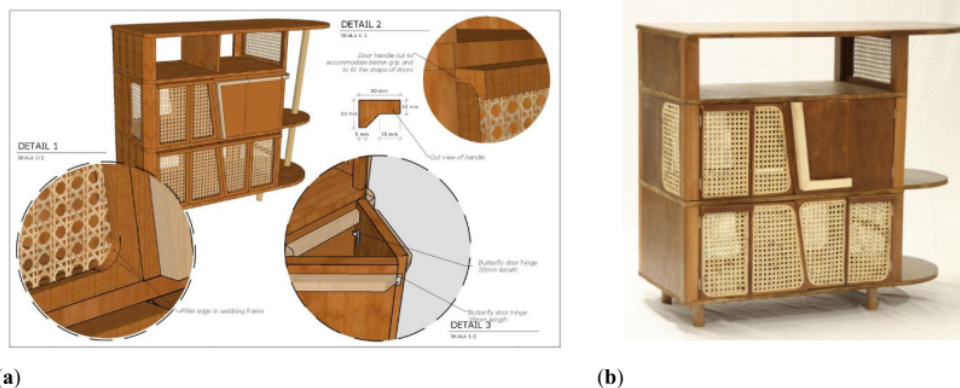 DETAIL 2
SKALA 1:1
Door handle cut to
accommodate better grip and
to fit the shape of doors
30 mm
10 mm
5 mm
15 mm
Cut view of handle
DETAIL 1
SKALA 1:2
Fillet edge in webbing frame
Butterfly door hinge
20mm length
Butterfly door hinge
length
DETAIL 3
SKALA 1:2
(a)
(b)